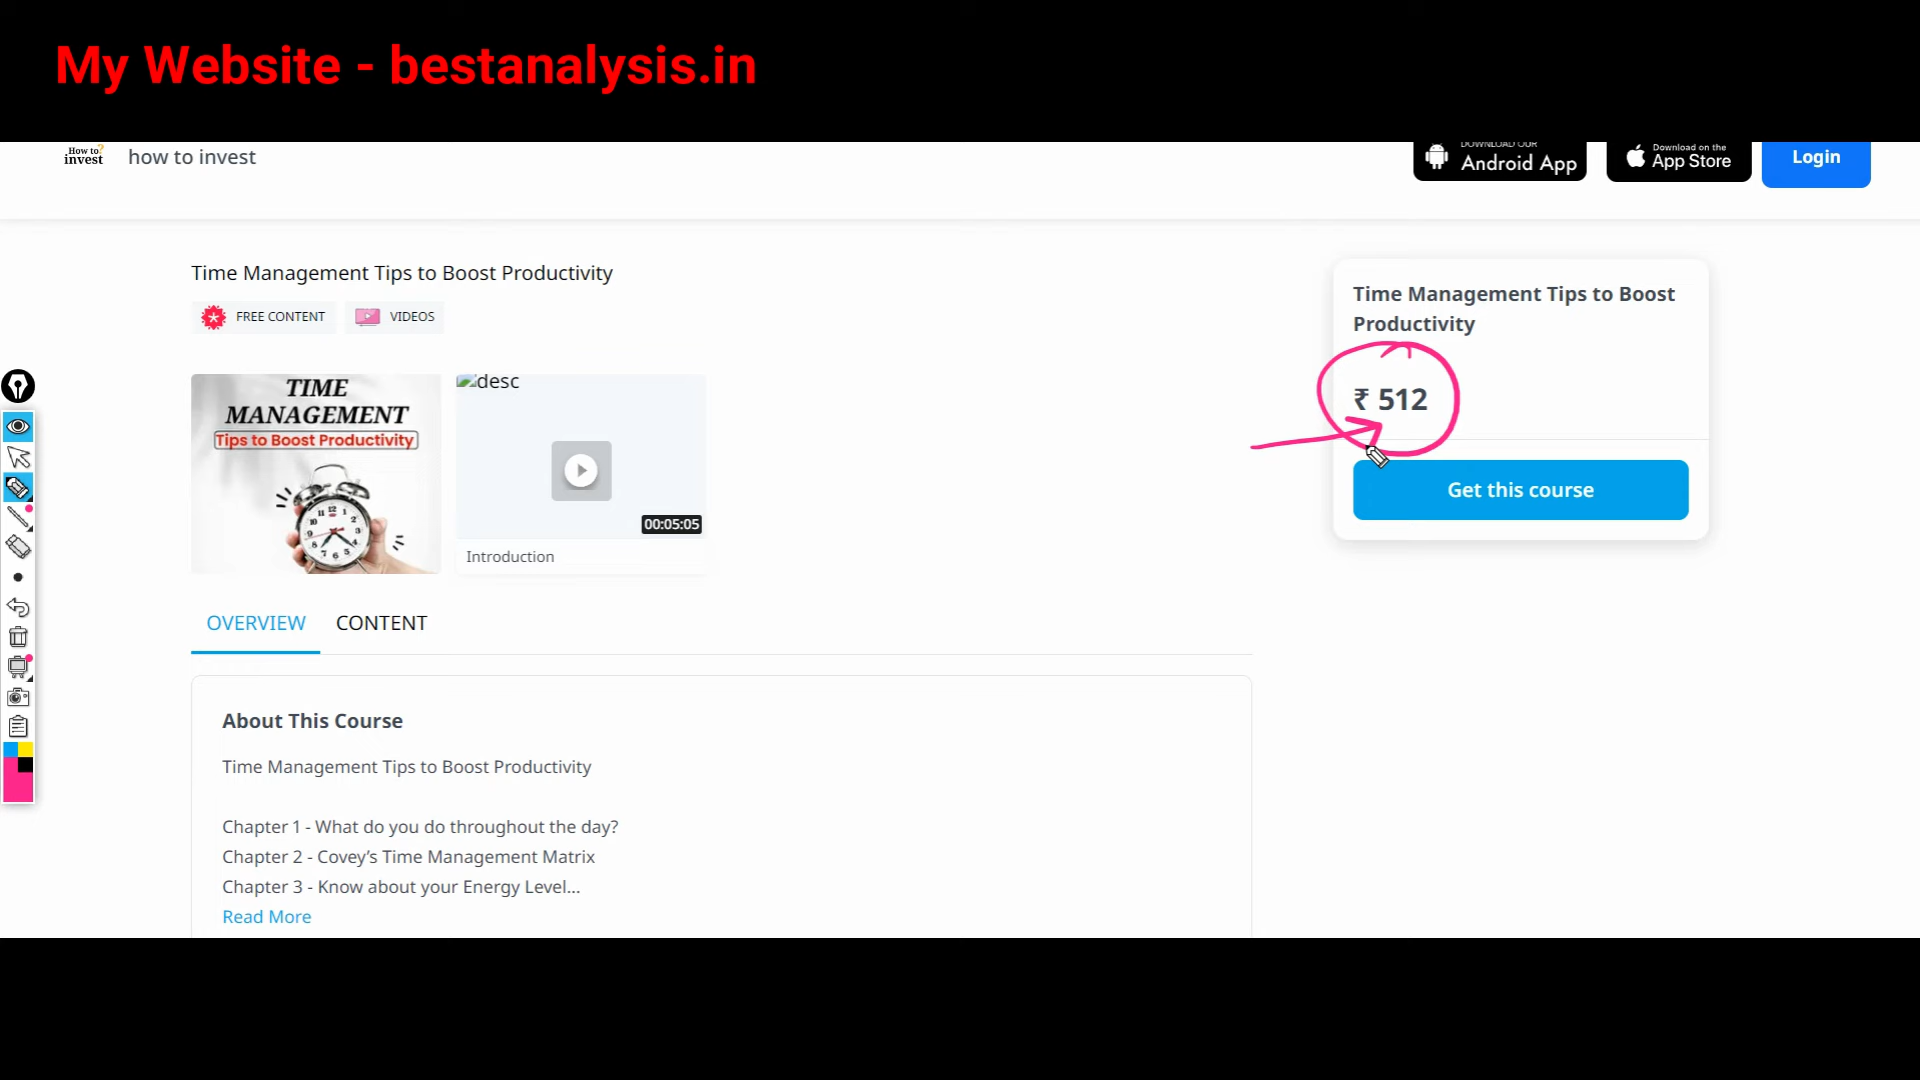 My Website - bestanalysis.in
How to?
invest
how to invest
DOWNLOAD OUR
Android App
Download on the
App Store
Login
Time Management Tips to Boost Productivity
FREE CONTENT
VIDEOS
Time Management Tips to Boost
Productivity
₹ 512
Get this course
TIME
MANAGEMENT
Tips to Boost Productivity
desc
00:05:05
Introduction
OVERVIEW
CONTENT
About This Course
Time Management Tips to Boost Productivity
Chapter 1 - What do you do throughout the day?
Chapter 2 - Covey’s Time Management Matrix
Chapter 3 - Know about your Energy Level...
Read More